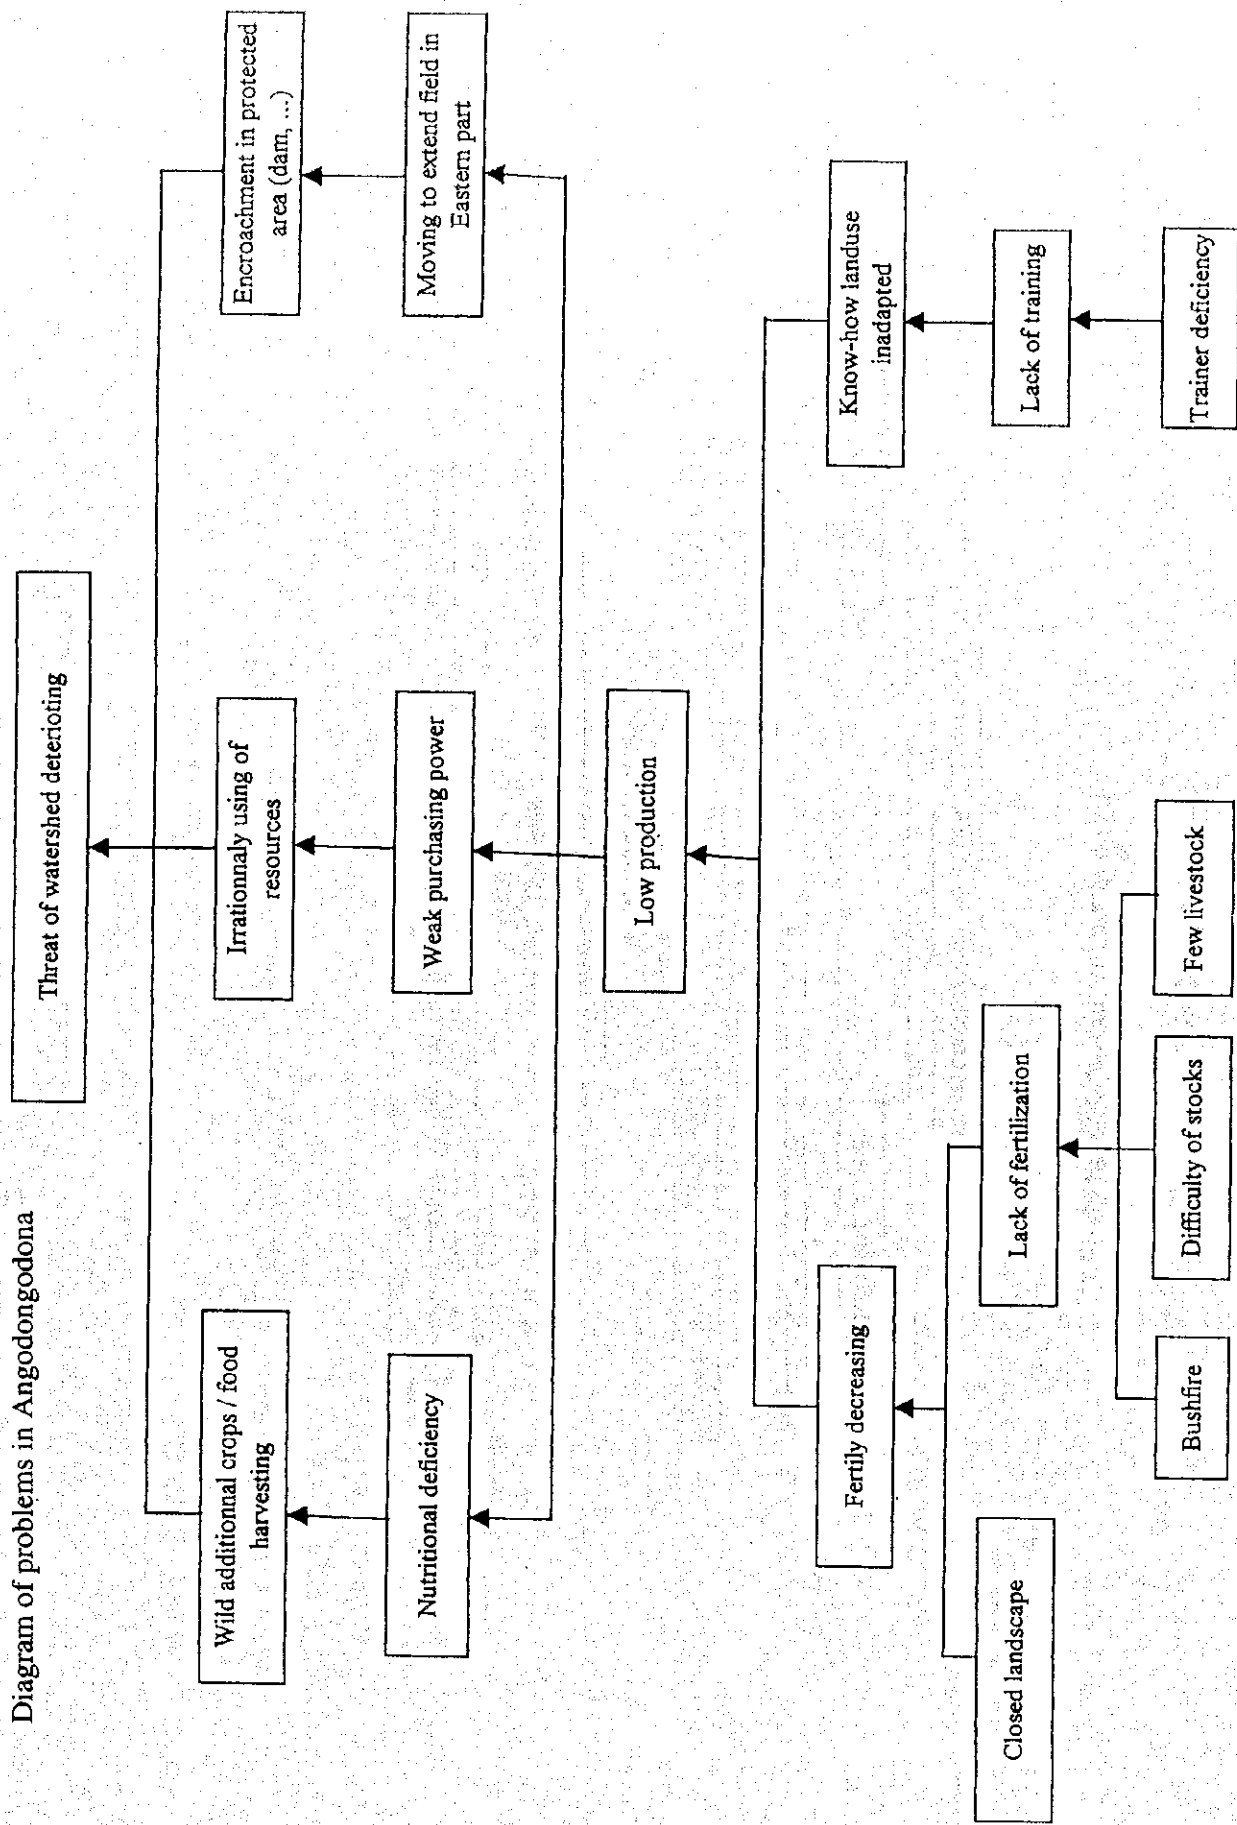 Diagram of problems in Angodongodona
Threat of watershed deterioting
Wild additionnal crops / food
harvesting
Irrationnaly using of
resources
Encroachment in protected
area (dam, ...)
Nutritional deficiency
Weak purchasing power
Moving to extend field in
Eastern part
Low production
Fertily decreasing
Know-how landuse
inadapted
Closed landscape
Lack of fertilization
Lack of training
Bushfire
Difficulty of stocks
Few livestock
Trainer deficiency